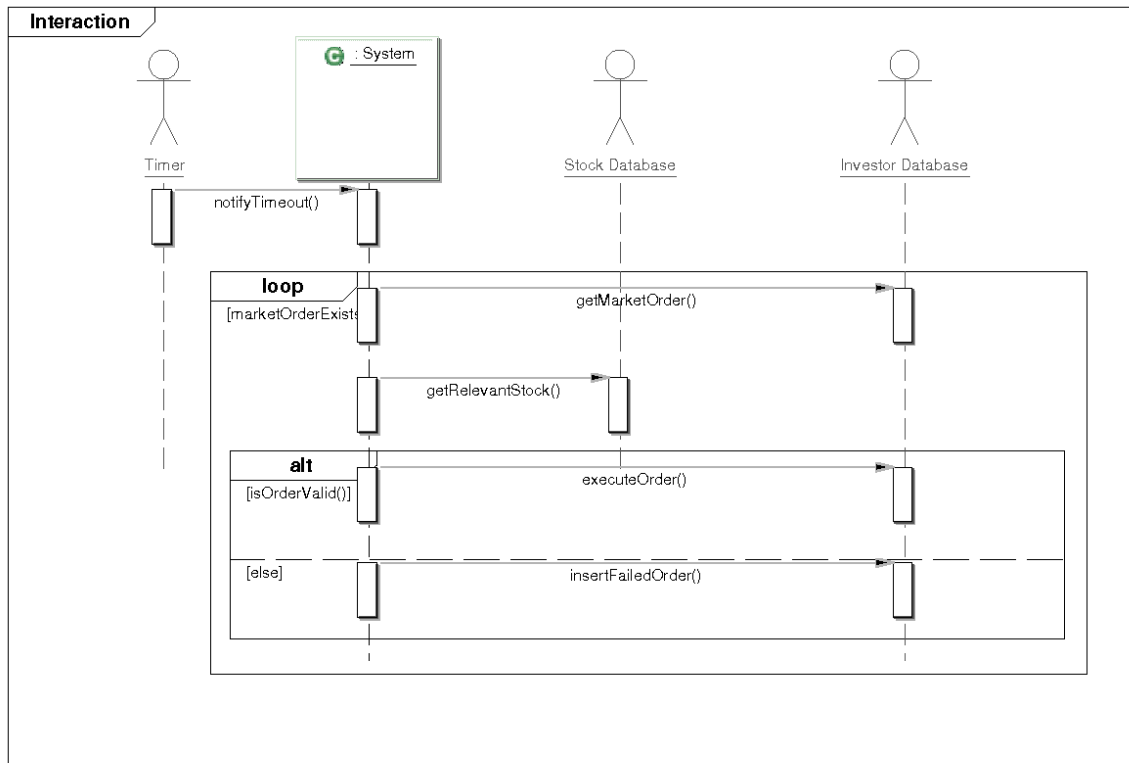 Interaction
C : System
Timer
Stock Database
Investor Database
notifyTimeout()
loop
[marketOrderExists
getMarketOrder()
getRelevantStock()
alt
[isOrderValid()]
executeOrder()
[else]
insertFailedOrder()